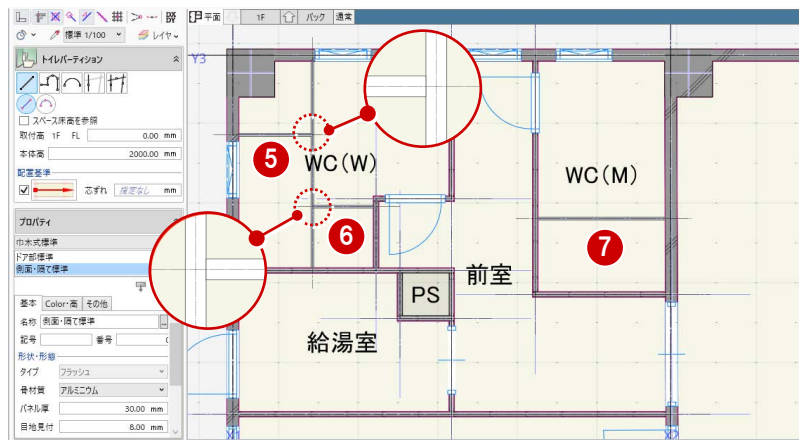 平面 1F バック 通常
標準 1/100 レイヤ
トイレパーティション
スペース床高を参照
取付高 1F FL 0.00 mm
本体高 2000.00 mm
配置基準
芯ずれ 指定なし mm
プロパティ
巾木式標準
ドア部標準
側面・隔て標準
基本 Color・高 その他
名称 側面・隔て標準 ...
記号 番号 0
形状・形態
タイプ フラッシュ
骨材質 アルミニウム
パネル厚 30.00 mm
目地見付 8.00 mm
Y3
5
WC(W)
WC(M)
6
7
前室
PS
給湯室
X1
X2